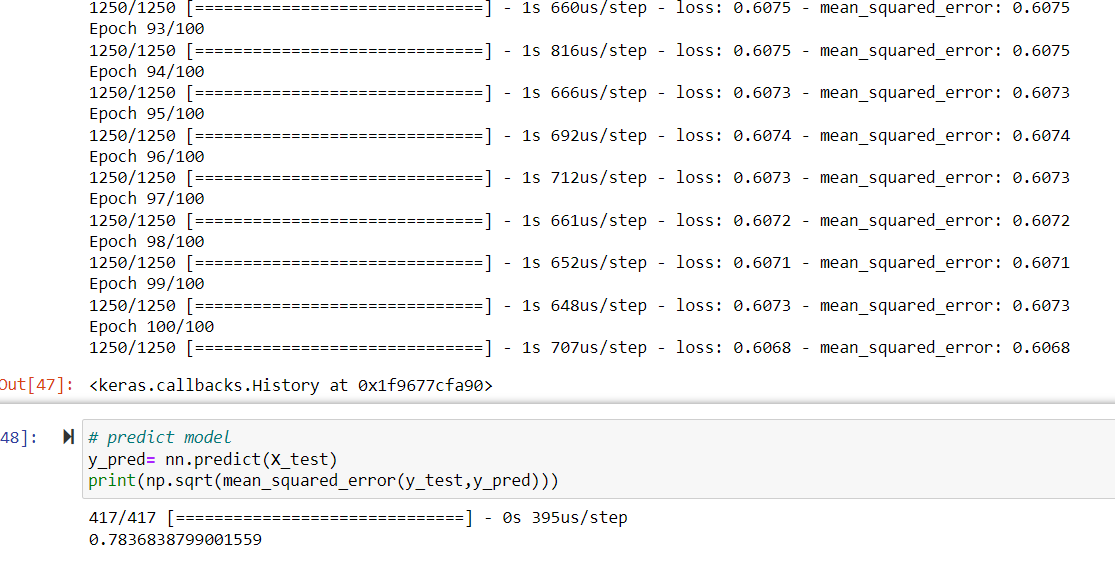 1250/1250 [==============================] - 1s 660us/step - loss: 0.6075 - mean_squared_error: 0.6075
Epoch 93/100
1250/1250 [==============================] - 1s 816us/step - loss: 0.6075 - mean_squared_error: 0.6075
Epoch 94/100
1250/1250 [==============================] - 1s 666us/step - loss: 0.6073 - mean_squared_error: 0.6073
Epoch 95/100
1250/1250 [==============================] - 1s 692us/step - loss: 0.6074 - mean_squared_error: 0.6074
Epoch 96/100
1250/1250 [==============================] - 1s 712us/step - loss: 0.6073 - mean_squared_error: 0.6073
Epoch 97/100
1250/1250 [==============================] - 1s 661us/step - loss: 0.6072 - mean_squared_error: 0.6072
Epoch 98/100
1250/1250 [==============================] - 1s 652us/step - loss: 0.6071 - mean_squared_error: 0.6071
Epoch 99/100
1250/1250 [==============================] - 1s 648us/step - loss: 0.6073 - mean_squared_error: 0.6073
Epoch 100/100
1250/1250 [==============================] - 1s 707us/step - loss: 0.6068 - mean_squared_error: 0.6068
Out[47]: <keras.callbacks.History at 0x1f9677cfa90>
48]: # predict model
y_pred= nn.predict(X_test)
print(np.sqrt(mean_squared_error(y_test,y_pred)))
417/417 [==============================] - 0s 395us/step
0.7836838799001559